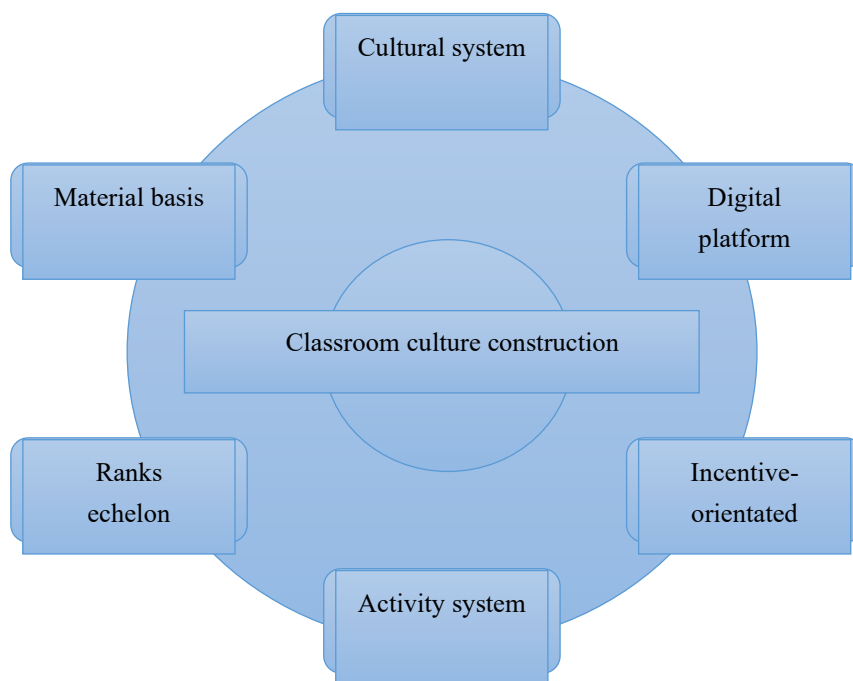 Cultural system
Material basis
Digital
platform
Classroom culture construction
Ranks
echelon
Incentive-
orientated
Activity system